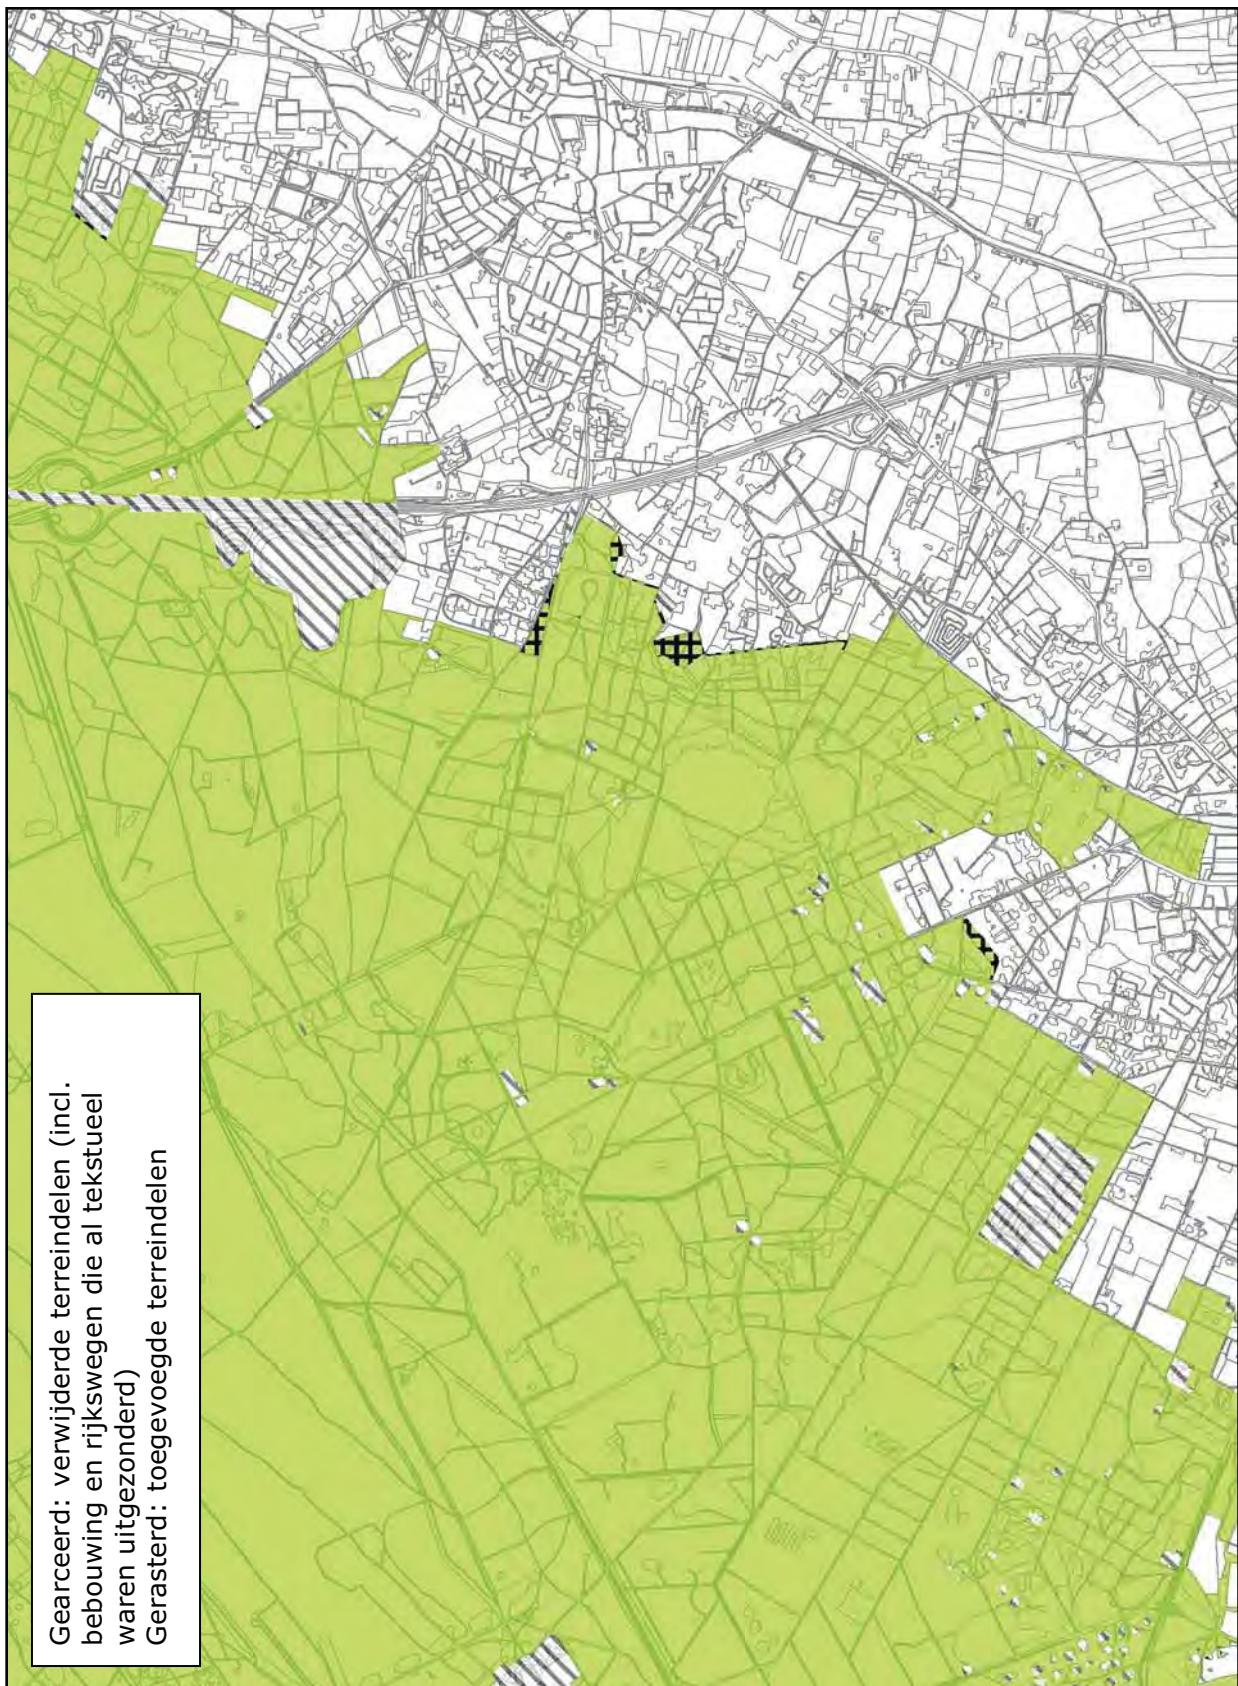 Gearceerd: verwijderde terreindelen (incl.
bebouwing en rijkswegen die al tekstueel
waren uitgezonderd)
Gerasterd: toegevoegde terreindelen